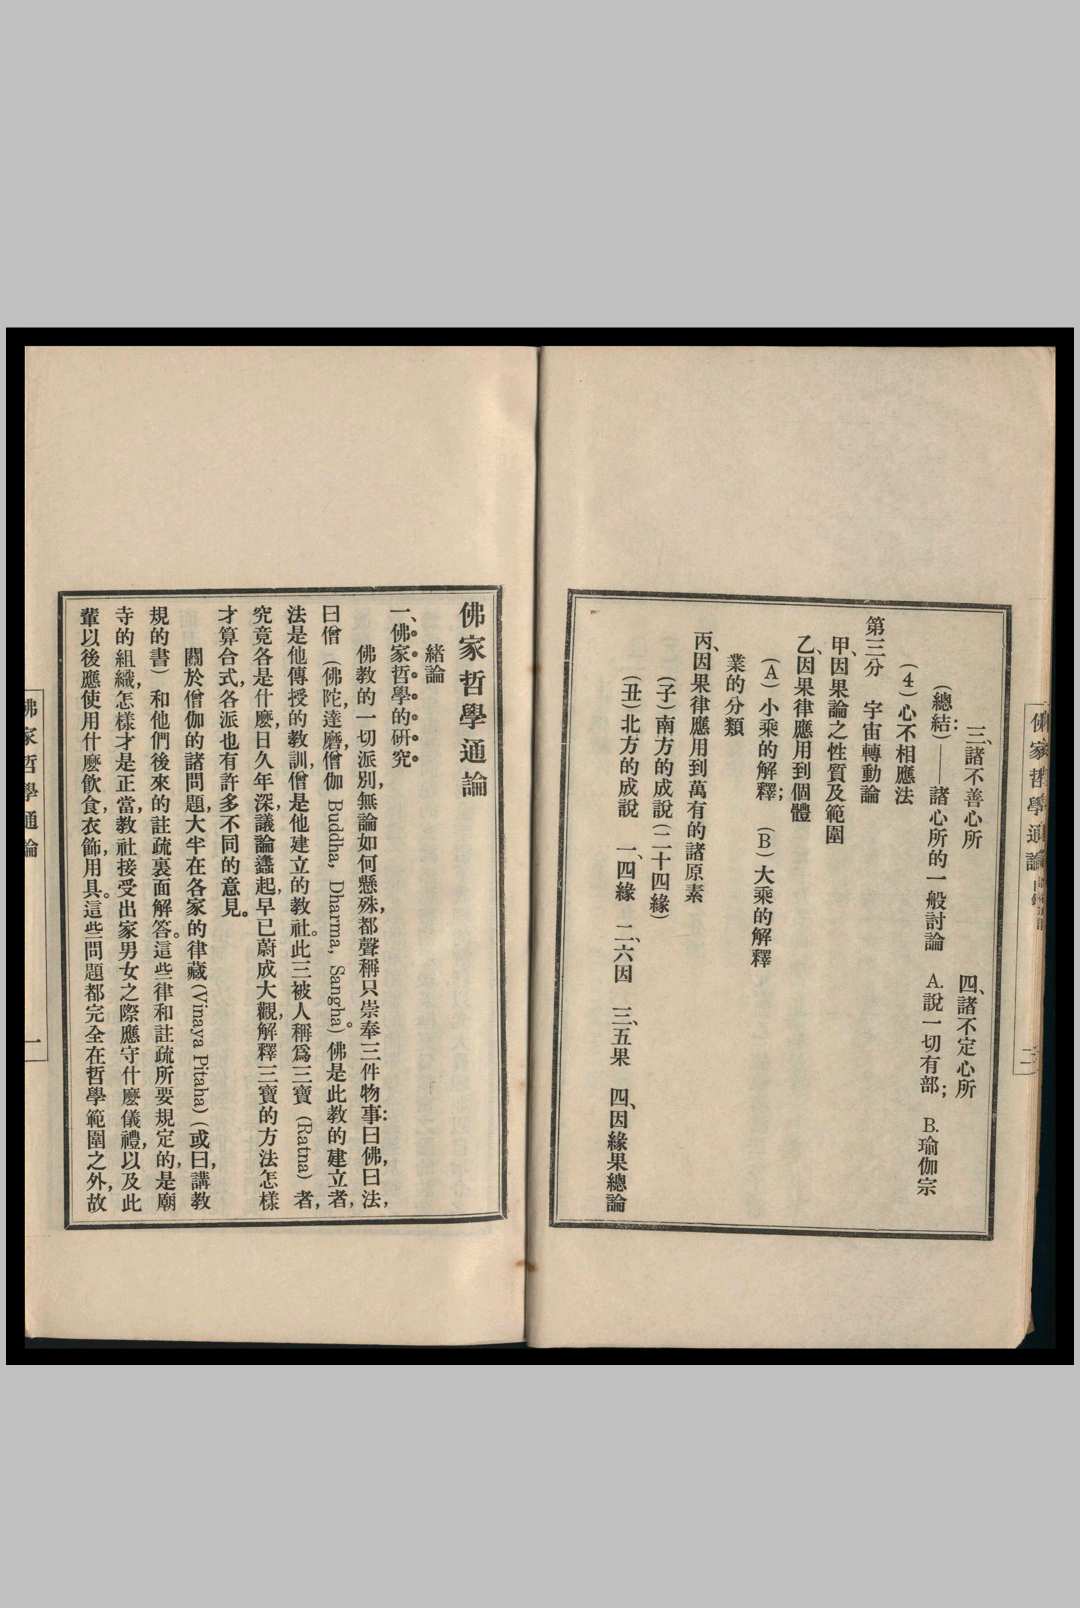 佛家哲學通論
二
三、諸不善心所　四、諸不定心所
(總結)：——諸心所的一般討論　A.說一切有部；　B.瑜伽宗
(4)心不相應法
第三分　宇宙轉動論
甲、因果論之性質及範圍
乙、因果律應用到個體
(A)小乘的解釋；　(B)大乘的解釋
業的分類
丙、因果律應用到萬有的諸原素
(子)南方的成說(二十四緣)
(丑)北方的成說　一、四緣　二、六因　三、五果　四、因緣果總論
佛家哲學通論
緒論
一、佛家哲學的研究
佛教的一切派別，無論如何懸殊都聲稱只崇奉三件物事：曰佛，曰法，
曰僧（佛陀，達磨，僧伽 Buddha, Dharma, Sangha）。佛是此教的建立者，
法是他傳授的教訓，僧是他建立的教社。此三被人稱爲三寶（Ratna）者，
究竟各是什麽，日久年深，議論蠭起，早已蔚成大觀，解釋三寶的方法怎樣
才算合式，各派也有許多不同的意見。
關於僧伽的諸問題，大半在各家的律藏(Vinaya Pitaha)（或曰，講教
規的書）和他們後來的註疏裏面解答。這些律和註疏所要規定的，是廟
寺的組織，怎樣才是正當，教社接受出家男女之際應守什麽儀禮，以及此
輩以後應使用什麽飲食，衣飾，用具。這些問題都完全在哲學範圍之外，故
佛家哲學通論
一